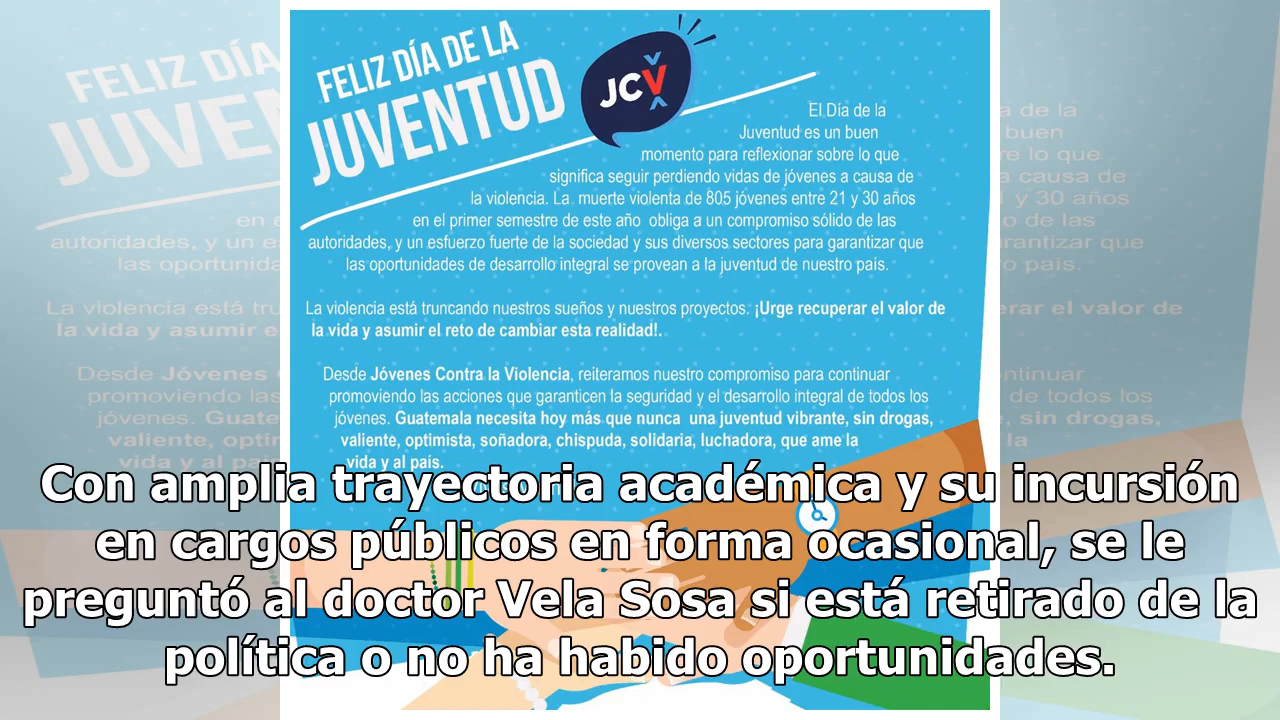 FELIZ DÍA DE LA
JUVENTUD
JCV
El Día de la
Juventud es un buen
momento para reflexionar sobre lo que
significa seguir perdiendo vidas de jóvenes a causa de
la violencia. La muerte violenta de 805 jóvenes entre 21 y 30 años
en el primer semestre de este año obliga a un compromiso sólido de las
autoridades, y un esfuerzo fuerte de la sociedad y sus diversos sectores para garantizar que
las oportunidades de desarrollo integral se provean a la juventud de nuestro país.
La violencia está truncando nuestros sueños y nuestros proyectos. ¡Urge recuperar el valor de
la vida y asumir el reto de cambiar esta realidad!.
Desde Jóvenes Contra la Violencia, reiteramos nuestro compromiso para continuar
promoviendo las acciones que garanticen la seguridad y el desarrollo integral de todos los
jóvenes. Guatemala necesita hoy más que nunca una juventud vibrante, sin drogas,
valiente, optimista, soñadora, chispuda, solidaria, luchadora, que ame la
vida y al país.
Con amplia trayectoria académica y su incursión
en cargos públicos en forma ocasional, se le
preguntó al doctor Vela Sosa si está retirado de la
política o no ha habido oportunidades.